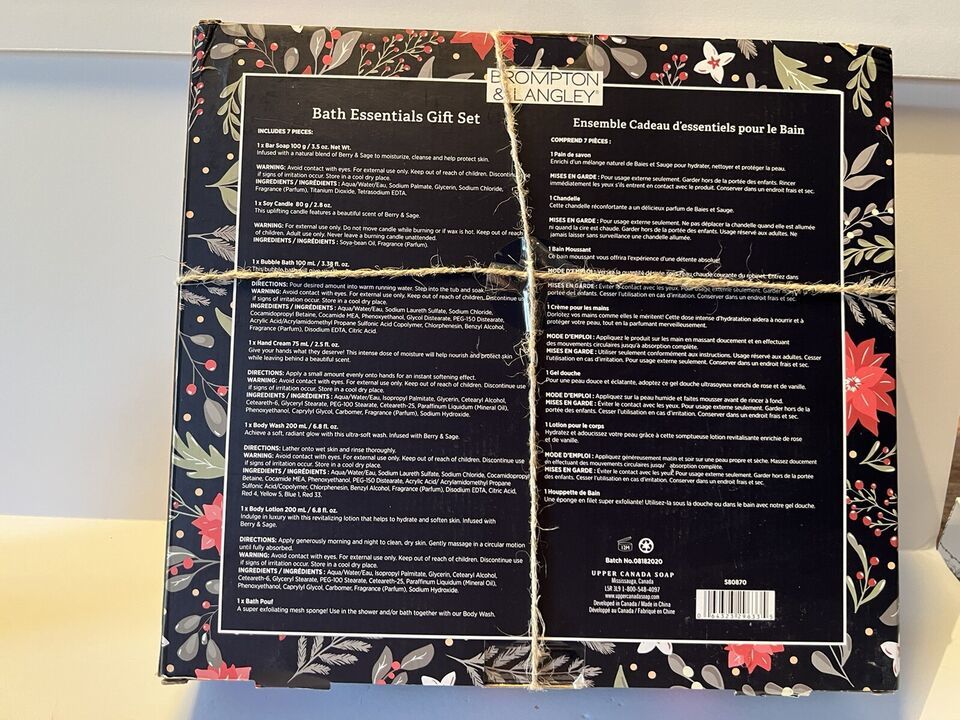 BROMPTON
& LANGLEY®
Bath Essentials Gift Set
INCLUDES 7 PIECES:
1 x Bar Soap 100 g / 3.5 oz. Net Wt.
Infused with a natural blend of Berry & Sage to moisturize, cleanse and help protect skin.
WARNING: Avoid contact with eyes. For external use only. Keep out of reach of children. Discontinue
if signs of irritation occur. Store in a cool dry place.
INGREDIENTS / INGRÉDIENTS : Aqua/Water/Eau, Sodium Palmate, Glycerin, Sodium Chloride,
Fragrance (Parfum), Titanium Dioxide, Tetrasodium EDTA.
1 x Soy Candle 80 g / 2.8 oz.
This uplifting candle features a beautiful scent of Berry & Sage.
WARNING: For external use only. Do not move candle while burning or if wax is hot. Keep out of reach
of children. Adult use only. Never leave a burning candle unattended.
INGREDIENTS / INGRÉDIENTS : Soya-bean Oil, Fragrance (Parfum).
1 x Bubble Bath 100 mL / 3.38 fl. oz.
This bubble bath will give you
DIRECTIONS: Pour desired amount into warm running water. Step into the tub and soak
WARNING: Avoid contact with eyes. For external use only. Keep out of reach of children. Discontinue use
if signs of irritation occur. Store in a cool dry place.
INGREDIENTS / INGRÉDIENTS : Aqua/Water/Eau, Sodium Laureth Sulfate, Sodium Chloride,
Cocamidopropyl Betaine, Cocamide MEA, Phenoxyethanol, Glycol Distearate, PEG-150 Distearate,
Acrylic Acid/Acrylamidomethyl Propane Sulfonic Acid Copolymer, Chlorphenesin, Benzyl Alcohol,
Fragrance (Parfum), Disodium EDTA, Citric Acid.
1 x Hand Cream 75 mL / 2.5 fl. oz.
Give your hands what they deserve! This intense dose of moisture will help nourish and protect skin
while leaving behind a beautiful scent.
DIRECTIONS: Apply a small amount evenly onto hands for an instant softening effect.
WARNING: Avoid contact with eyes. For external use only. Keep out of reach of children. Discontinue use
if signs of irritation occur. Store in a cool dry place.
INGREDIENTS / INGRÉDIENTS : Aqua/Water/Eau, Isopropyl Palmitate, Glycerin, Cetearyl Alcohol,
Ceteareth-6, Glyceryl Stearate, PEG-100 Stearate, Ceteareth-25, Paraffinum Liquidum (Mineral Oil),
Phenoxyethanol, Caprylyl Glycol, Carbomer, Fragrance (Parfum), Sodium Hydroxide.
1 x Body Wash 200 mL / 6.8 fl. oz.
Achieve a soft, radiant glow with this ultra-soft wash. Infused with Berry & Sage.
DIRECTIONS: Lather onto wet skin and rinse thoroughly.
WARNING: Avoid contact with eyes. For external use only. Keep out of reach of children. Discontinue use
if signs of irritation occur. Store in a cool dry place.
INGREDIENTS / INGRÉDIENTS : Aqua/Water/Eau, Sodium Laureth Sulfate, Sodium Chloride, Cocamidopropyl
Betaine, Cocamide MEA, Phenoxyethanol, PEG-150 Distearate, Acrylic Acid/ Acrylamidomethyl Propane
Sulfonic Acid/Copolymer, Chlorphenesin, Benzyl Alcohol, Fragrance (Parfum), Disodium EDTA, Citric Acid,
Red 4, Yellow 5, Blue 1, Red 33.
1 x Body Lotion 200 mL / 6.8 fl. oz.
Indulge in luxury with this revitalizing lotion that helps to hydrate and soften skin. Infused with
Berry & Sage.
DIRECTIONS: Apply generously morning and night to clean, dry skin. Gently massage in a circular motion
until fully absorbed.
WARNING: Avoid contact with eyes. For external use only. Keep out of reach of children. Discontinue use
if signs of irritation occur. Store in a cool dry place.
INGREDIENTS / INGRÉDIENTS : Aqua/Water/Eau, Isopropyl Palmitate, Glycerin, Cetearyl Alcohol,
Ceteareth-6, Glyceryl Stearate, PEG-100 Stearate, Ceteareth-25, Paraffinum Liquidum (Mineral Oil),
Phenoxyethanol, Caprylyl Glycol, Carbomer, Fragrance (Parfum), Sodium Hydroxide.
1 x Bath Pouf
A super exfoliating mesh sponge! Use in the shower and/or bath together with our Body Wash.
Ensemble Cadeau d'essentiels pour le Bain
COMPREND 7 PIÈCES :
1 Pain de savon
Enrichi d'un mélange naturel de Baies et Sauge pour hydrater, nettoyer et protéger la peau.
MISES EN GARDE : Pour usage externe seulement. Garder hors de la portée des enfants. Rincer
immédiatement les yeux s'ils entrent en contact avec le produit. Conserver dans un endroit frais et sec.
1 Chandelle
Cette chandelle réconfortante a un délicieux parfum de Baies et Sauge.
MISES EN GARDE : Pour usage externe seulement. Ne pas déplacer la chandelle quand elle est allumée
ni quand la cire est chaude. Garder hors de la portée des enfants. Usage réservé aux adultes. Ne
jamais laisser sans surveillance une chandelle allumée.
1 Bain Moussant
Ce bain moussant vous offrira l'expérience d'une détente absolue.
MODE D'EMPLOI : Versez la quantité désirée sous l'eau chaude courante du robinet. Entrez dans
MISES EN GARDE : Éviter le contact avec les yeux. Pour usage externe seulement. Garder hors de la
portée des enfants. Cesser l'utilisation en cas d'irritation. Conserver dans un endroit frais et sec.
1 Crème pour les mains
Dorlotez vos mains comme elles le méritent! Cette dose intense d'hydratation aidera à nourrir et à
protéger votre peau, tout en la parfumant merveilleusement.
MODE D'EMPLOI : Appliquez le produit sur les mains en massant doucement et en effectuant
des mouvements circulaires jusqu'à absorption complète.
MISES EN GARDE : Utiliser seulement conformément aux instructions. Usage réservé aux adultes. Cesser
l'utilisation en cas d'irritation. Pour usage externe seulement. Conserver dans un endroit frais et sec.
1 Gel douche
Pour une peau douce et éclatante, adoptez ce gel douche ultrasoyeux enrichi de rose et de vanille.
MODE D'EMPLOI : Appliquez sur la peau humide et faites mousser avant de rincer à fond.
MISES EN GARDE : Éviter le contact avec les yeux. Pour usage externe seulement. Garder hors de la
portée des enfants. Cesser l'utilisation en cas d'irritation. Conserver dans un endroit frais et sec.
1 Lotion pour le corps
Hydratez et adoucissez votre peau grâce à cette somptueuse lotion revitalisante enrichie de rose
et de vanille.
MODE D'EMPLOI : Appliquez généreusement matin et soir sur une peau propre et sèche. Massez doucement
en effectuant des mouvements circulaires jusqu' absorption complète.
MISES EN GARDE : Éviter le contact avec les yeux. Pour usage externe seulement. Garder hors de la portée
des enfants. Cesser l'utilisation en cas d'irritation. Conserver dans un endroit frais et sec.
1 Houppette de Bain
Une éponge en filet super exfoliante! Utilisez-la sous la douche ou dans le bain avec notre gel douche.
12M
Batch No.08182020
UPPER CANADA SOAP
Mississauga, Canada
L5R 3L9 1-800-548-4097
www.uppercanadasoap.com
Developed in Canada / Made in China
Développé au Canada / Fabriqué en Chine
580870